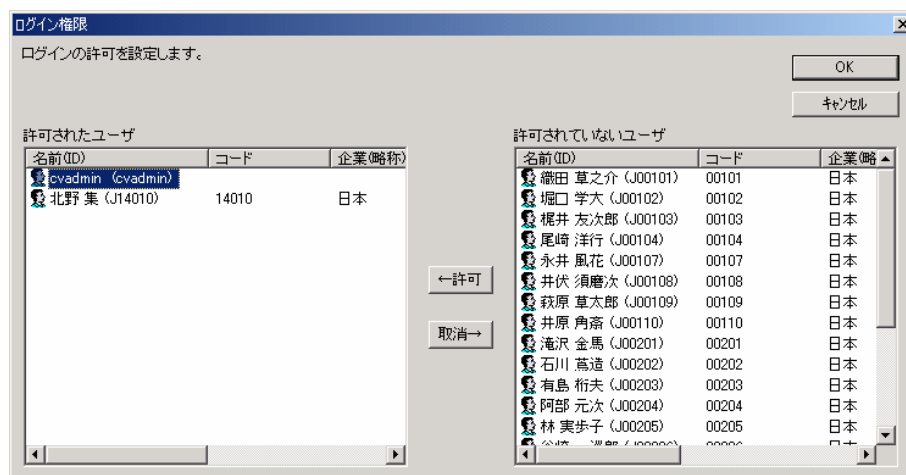 ログイン権限
ログインの許可を設定します。
OK
キャンセル
許可されたユーザ
名前(ID) コード 企業(略称)
cvadmin (cvadmin)
北野 集 (J14010) 14010 日本
←許可
取消→
許可されていないユーザ
名前(ID) コード 企業(略
織田 草之介 (J00101) 00101 日本
堀口 学大 (J00102) 00102 日本
梶井 友次郎 (J00103) 00103 日本
尾崎 洋行 (J00104) 00104 日本
永井 風花 (J00107) 00107 日本
井伏 須磨次 (J00108) 00108 日本
萩原 草太郎 (J00109) 00109 日本
井原 角斎 (J00110) 00110 日本
滝沢 金馬 (J00201) 00201 日本
石川 蔦造 (J00202) 00202 日本
有島 桁夫 (J00203) 00203 日本
阿部 元次 (J00204) 00204 日本
林 実歩子 (J00205) 00205 日本